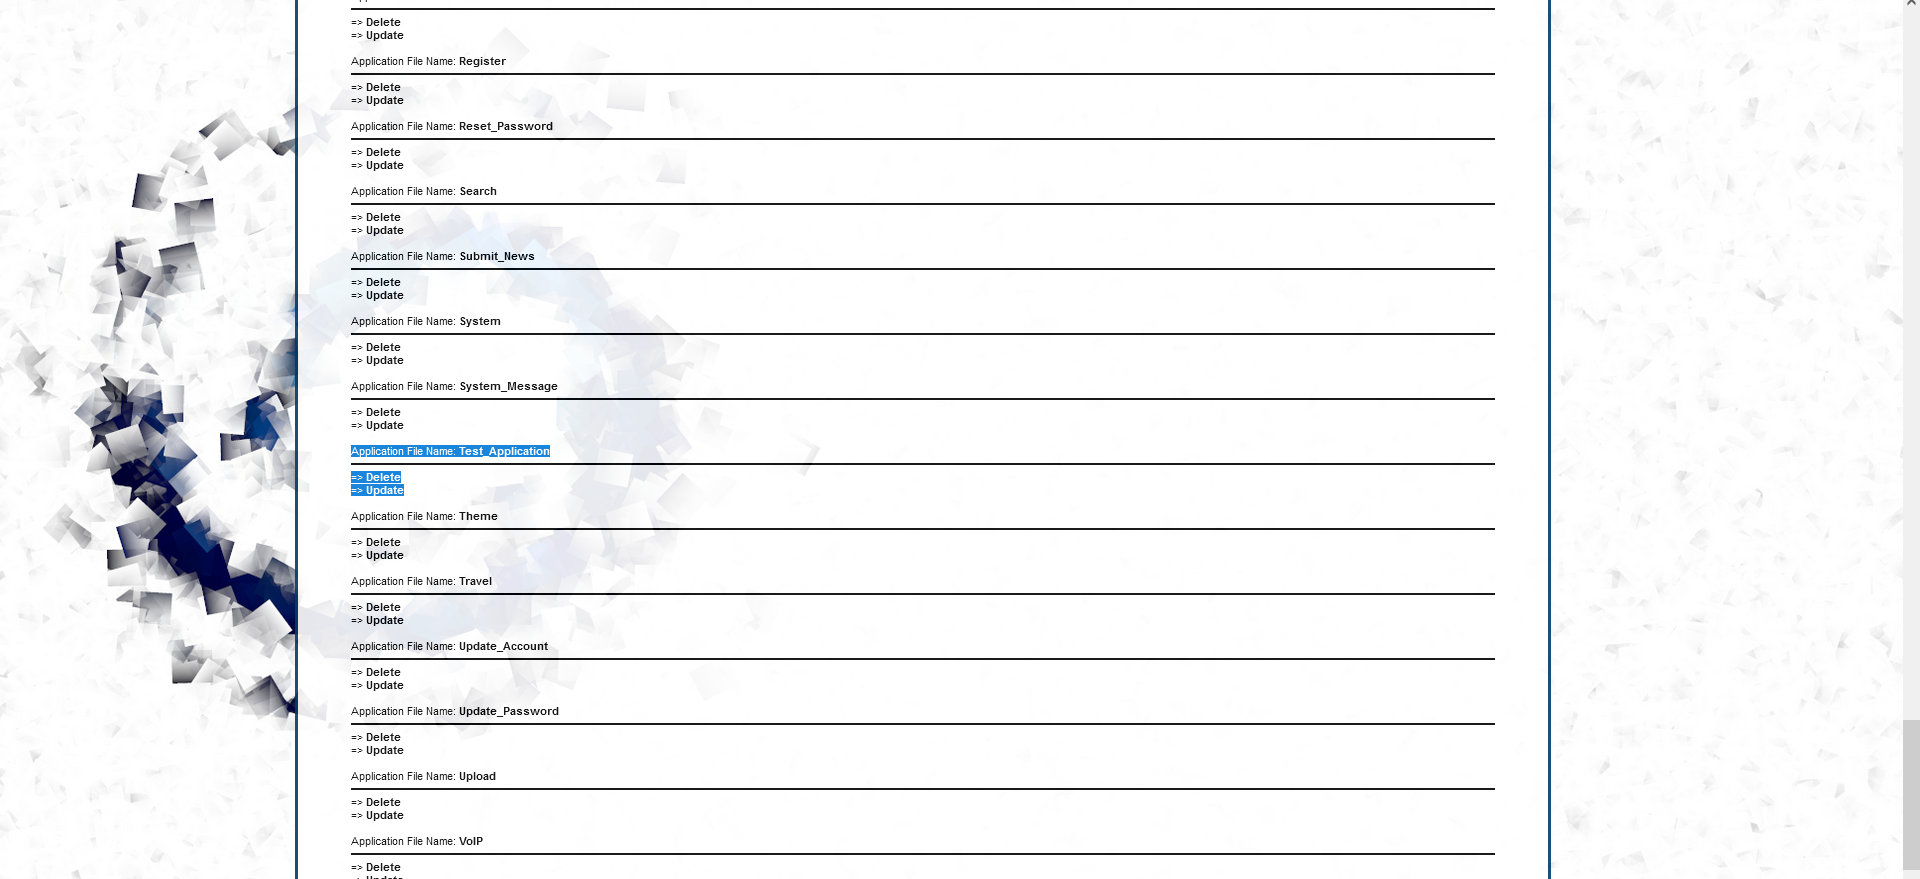 => Delete
=> Update
Application File Name: Register
=> Delete
=> Update
Application File Name: Reset_Password
=> Delete
=> Update
Application File Name: Search
=> Delete
=> Update
Application File Name: Submit_News
=> Delete
=> Update
Application File Name: System
=> Delete
=> Update
Application File Name: System_Message
=> Delete
=> Update
Application File Name: Test_Application
=> Delete
=> Update
Application File Name: Theme
=> Delete
=> Update
Application File Name: Travel
=> Delete
=> Update
Application File Name: Update_Account
=> Delete
=> Update
Application File Name: Update_Password
=> Delete
=> Update
Application File Name: Upload
=> Delete
=> Update
Application File Name: VoIP
=> Delete